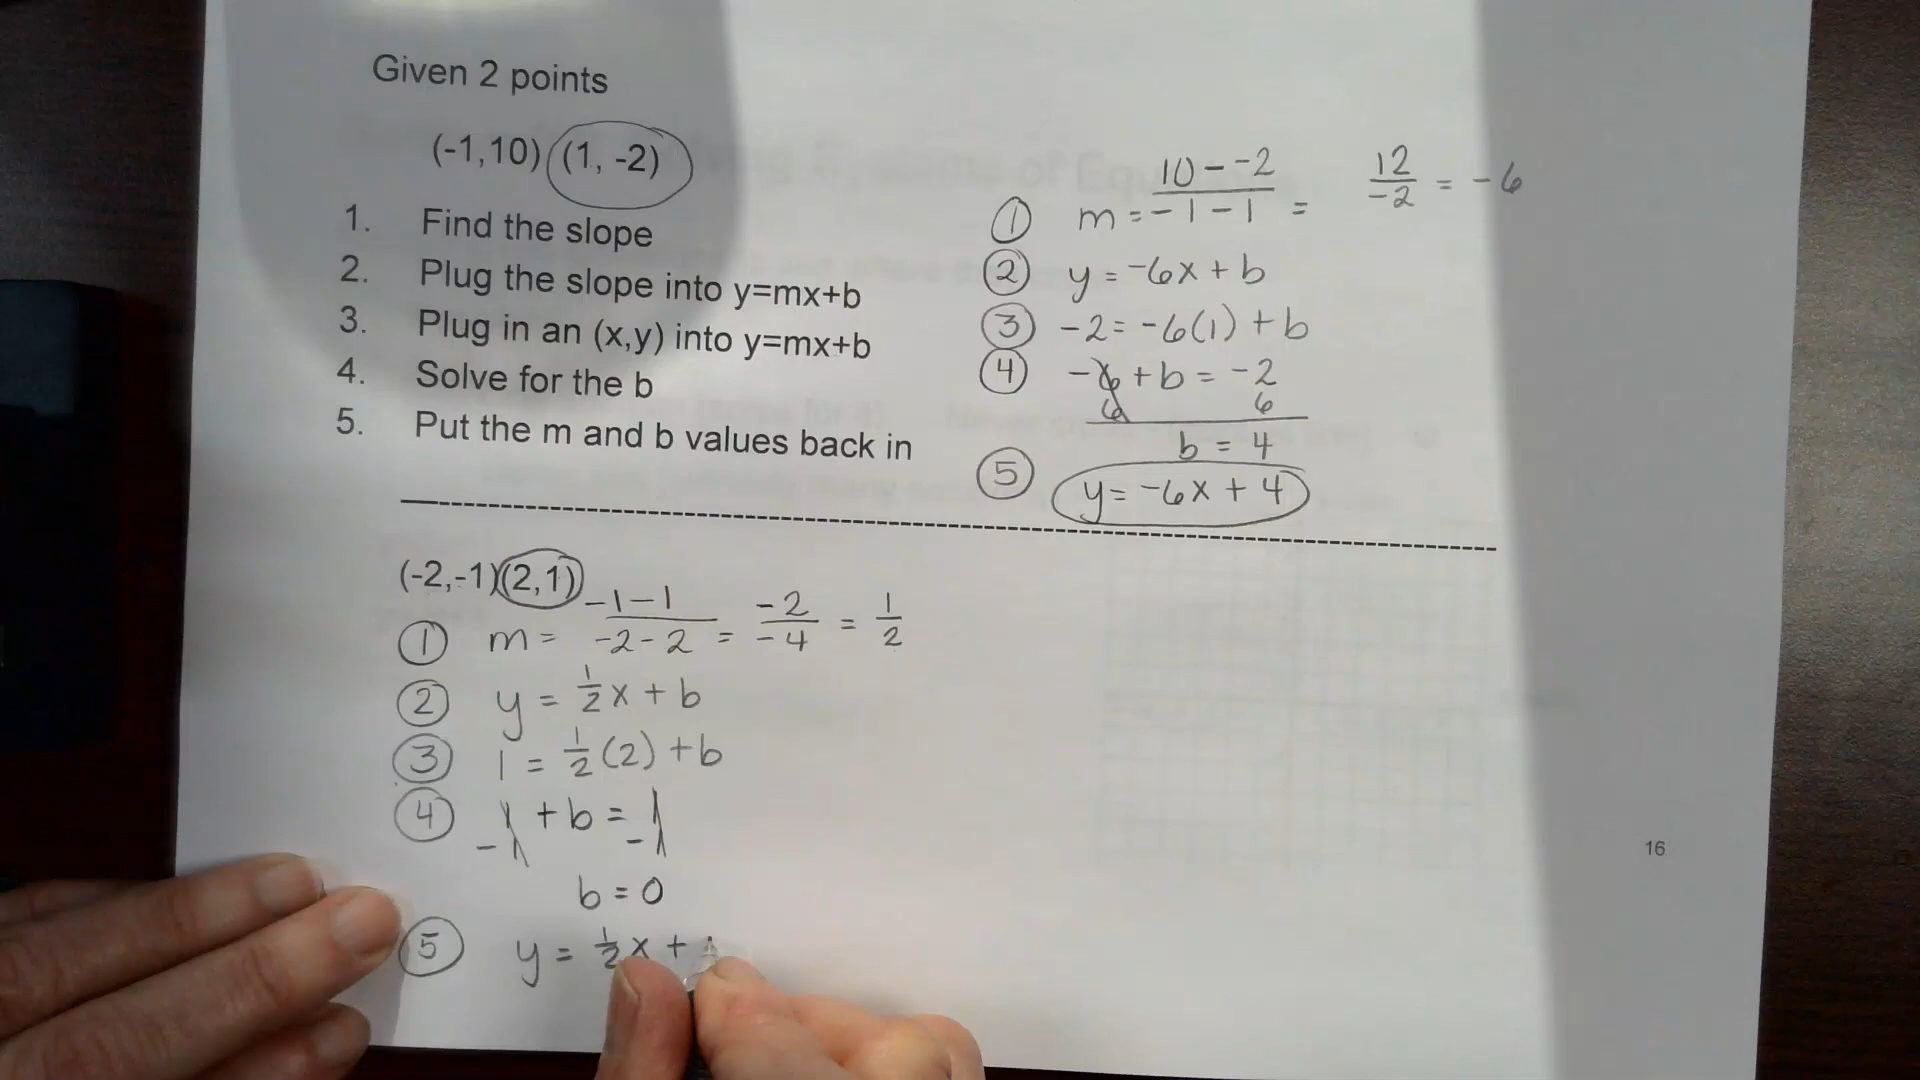 Given 2 points
(-1,10) (1, -2)
1. Find the slope
2. Plug the slope into y=mx+b
3. Plug in an (x,y) into y=mx+b
4. Solve for the b
5. Put the m and b values back in
① m = 10 - -2 / -1 - 1 = 12/-2 = -6
② y = -6x + b
③ -2 = -6(1) + b
④ -6 + b = -2
6 6
b = 4
⑤ y = -6x + 4
(-2,-1)(2,1)
① m = -1 - 1 / -2 - 2 = -2/-4 = 1/2
② y = 1/2 x + b
③ 1 = 1/2 (2) + b
④ 1 + b = 1
-1 -1
b = 0
⑤ y = 1/2 x +
16